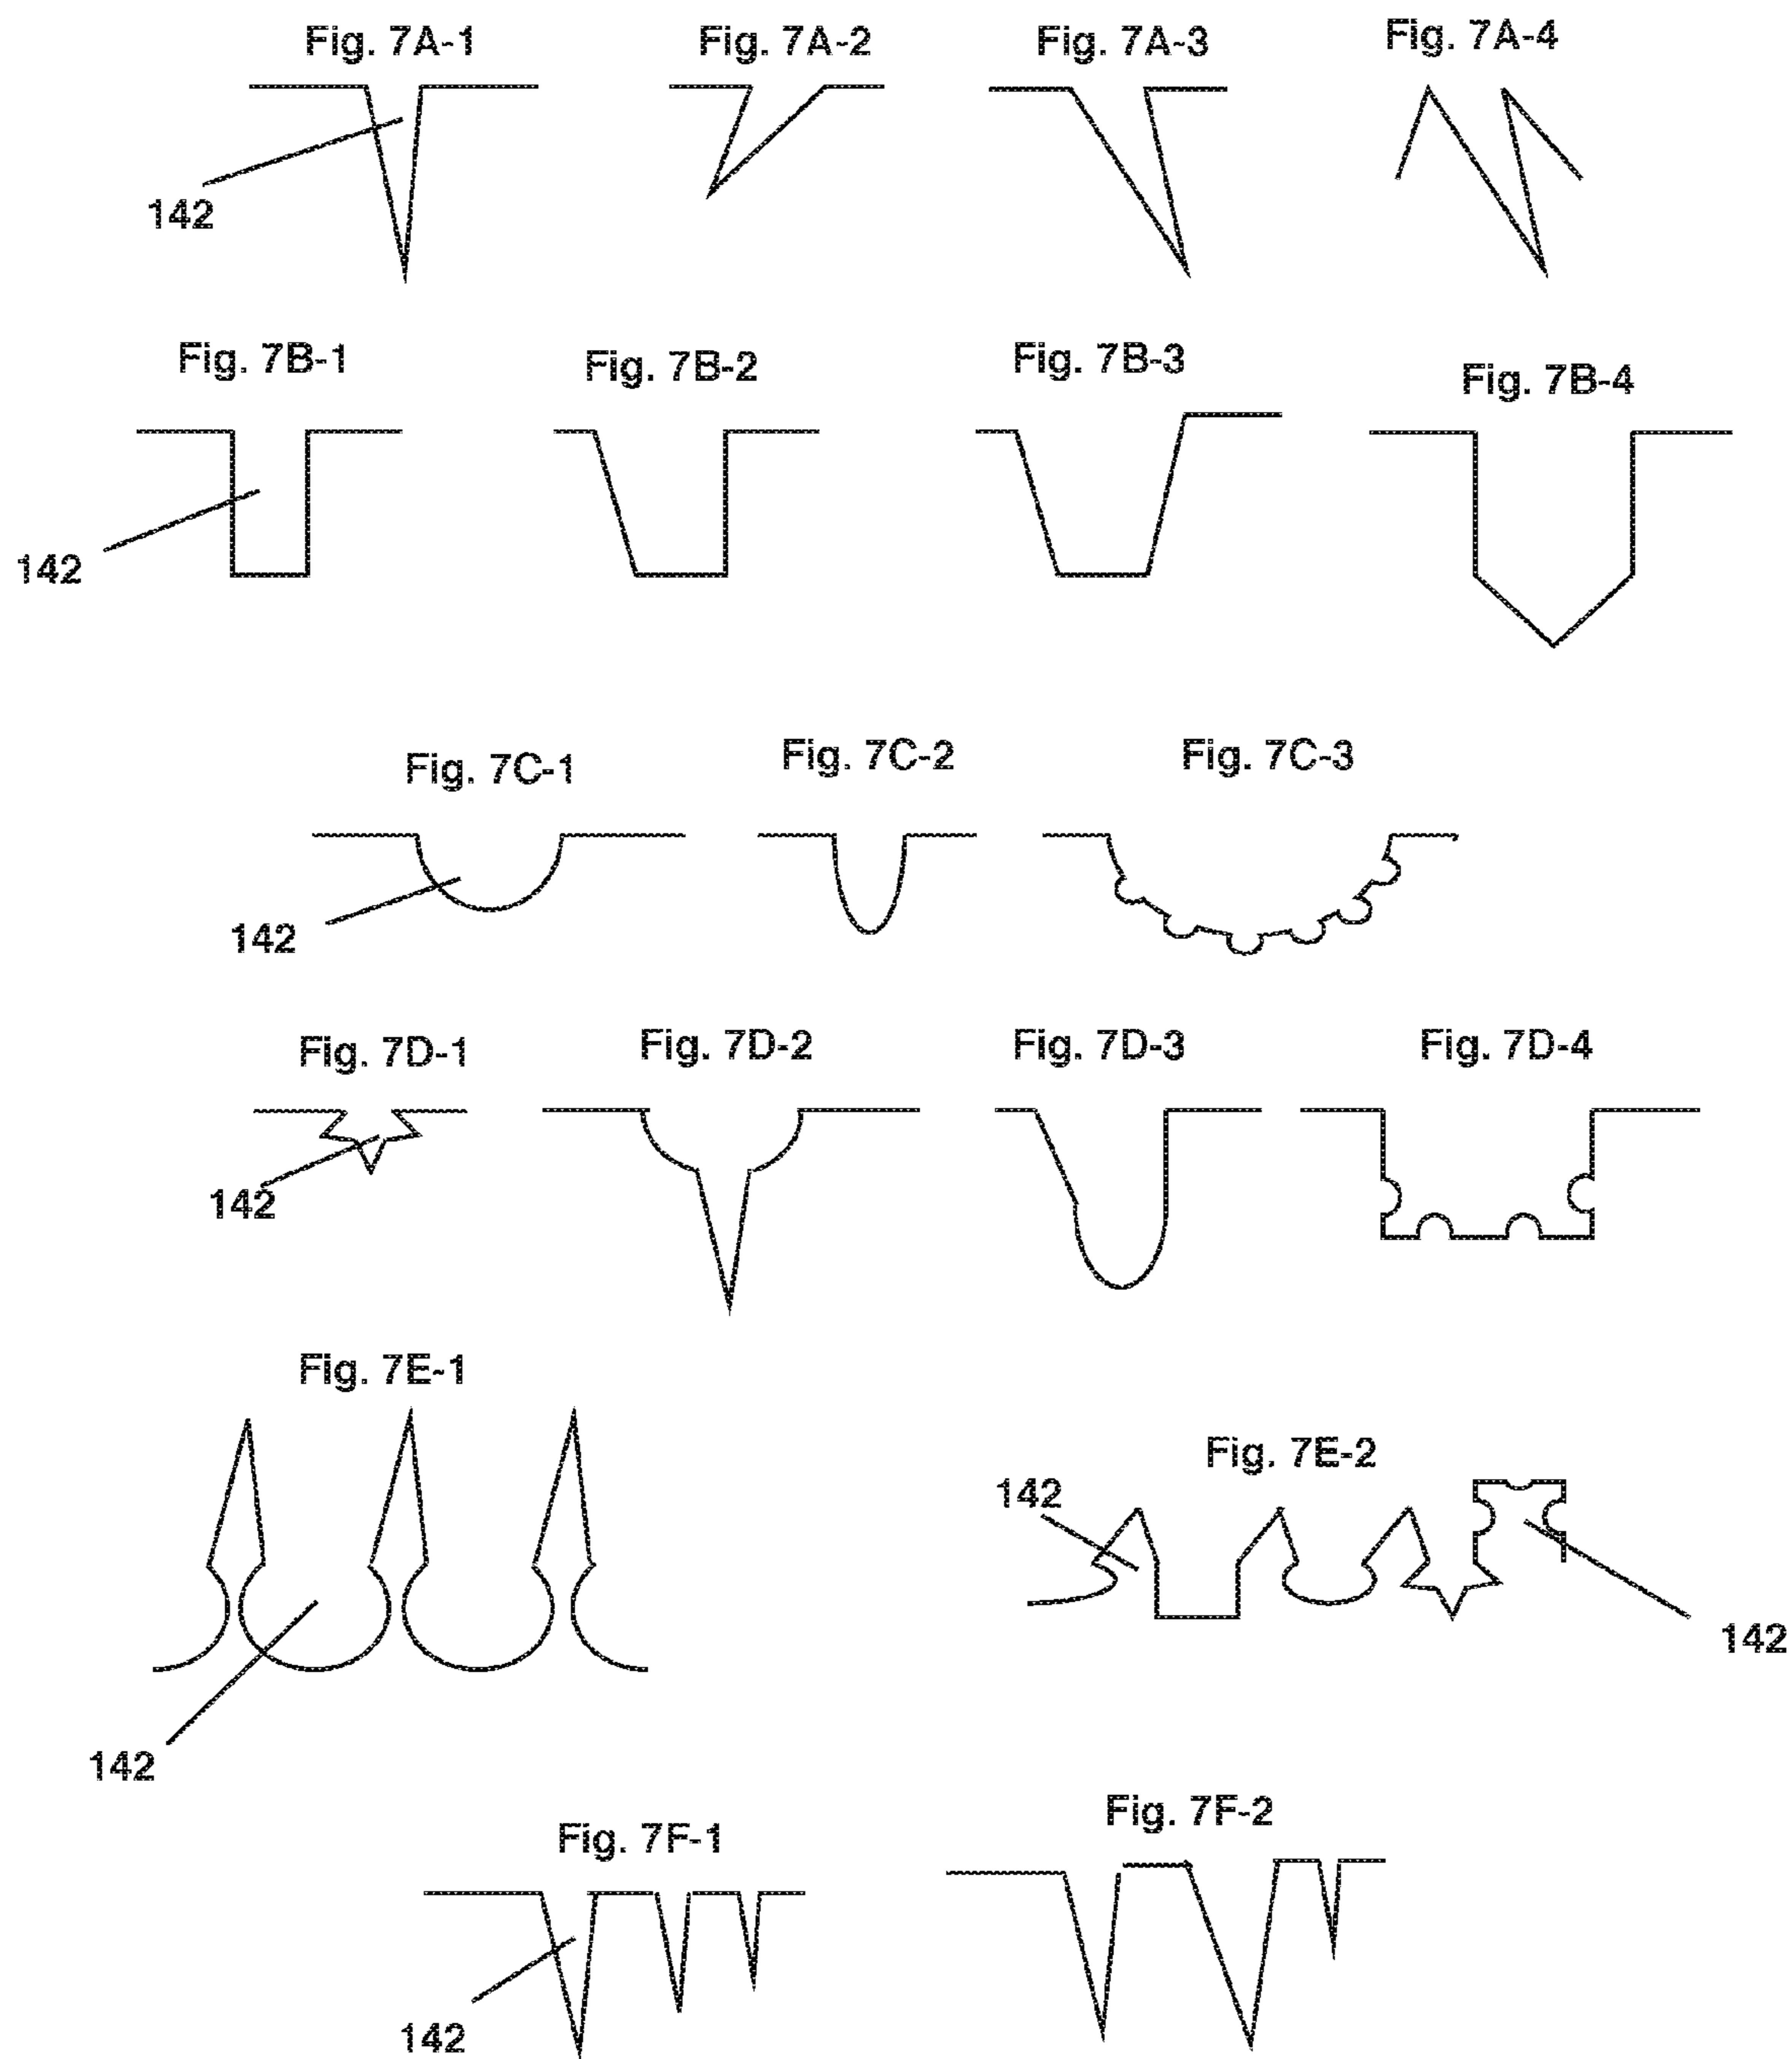 Fig. 7A-1
Fig. 7A-2
Fig. 7A-3
Fig. 7A-4
142
Fig. 7B-1
Fig. 7B-2
Fig. 7B-3
Fig. 7B-4
142
Fig. 7C-1
Fig. 7C-2
Fig. 7C-3
142
Fig. 7D-1
Fig. 7D-2
Fig. 7D-3
Fig. 7D-4
142
Fig. 7E-1
Fig. 7E-2
142
142
142
Fig. 7F-1
Fig. 7F-2
142